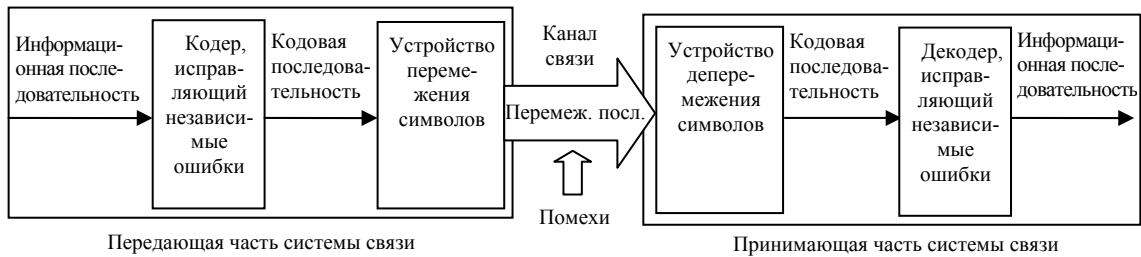 Информаци-
онная после-
довательность
Кодер,
исправ-
ляющий
независи-
мые
ошибки
Кодовая
последова-
тельность
Устройство
переме-
жения
символов
Канал
связи
Перемеж. посл.
Помехи
Устройство
депере-
межения
символов
Кодовая
последова-
тельность
Декодер,
исправ-
ляющий
независи-
мые
ошибки
Информаци-
онная после-
довательность
Передающая часть системы связи
Принимающая часть системы связи